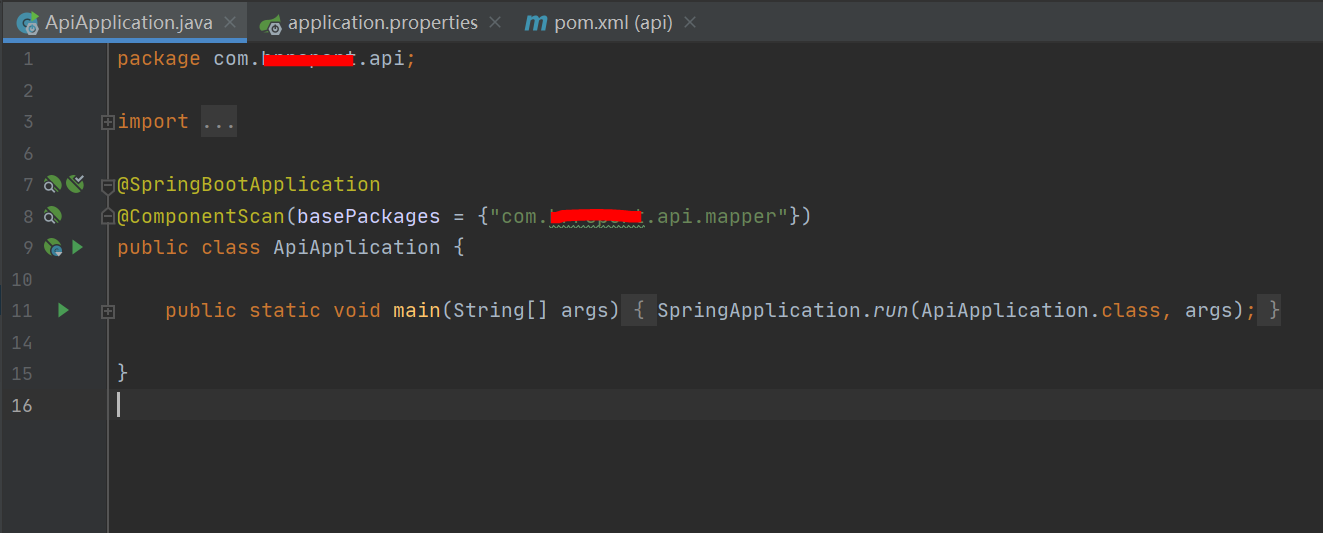 ApiApplication.java application.properties pom.xml (api)
1 package com. .api;
2
3 import ...
6
7 @SpringBootApplication
8 @ComponentScan(basePackages = {"com. .api.mapper"})
9 public class ApiApplication {
10
11 public static void main(String[] args) { SpringApplication.run(ApiApplication.class, args); }
14
15 }
16